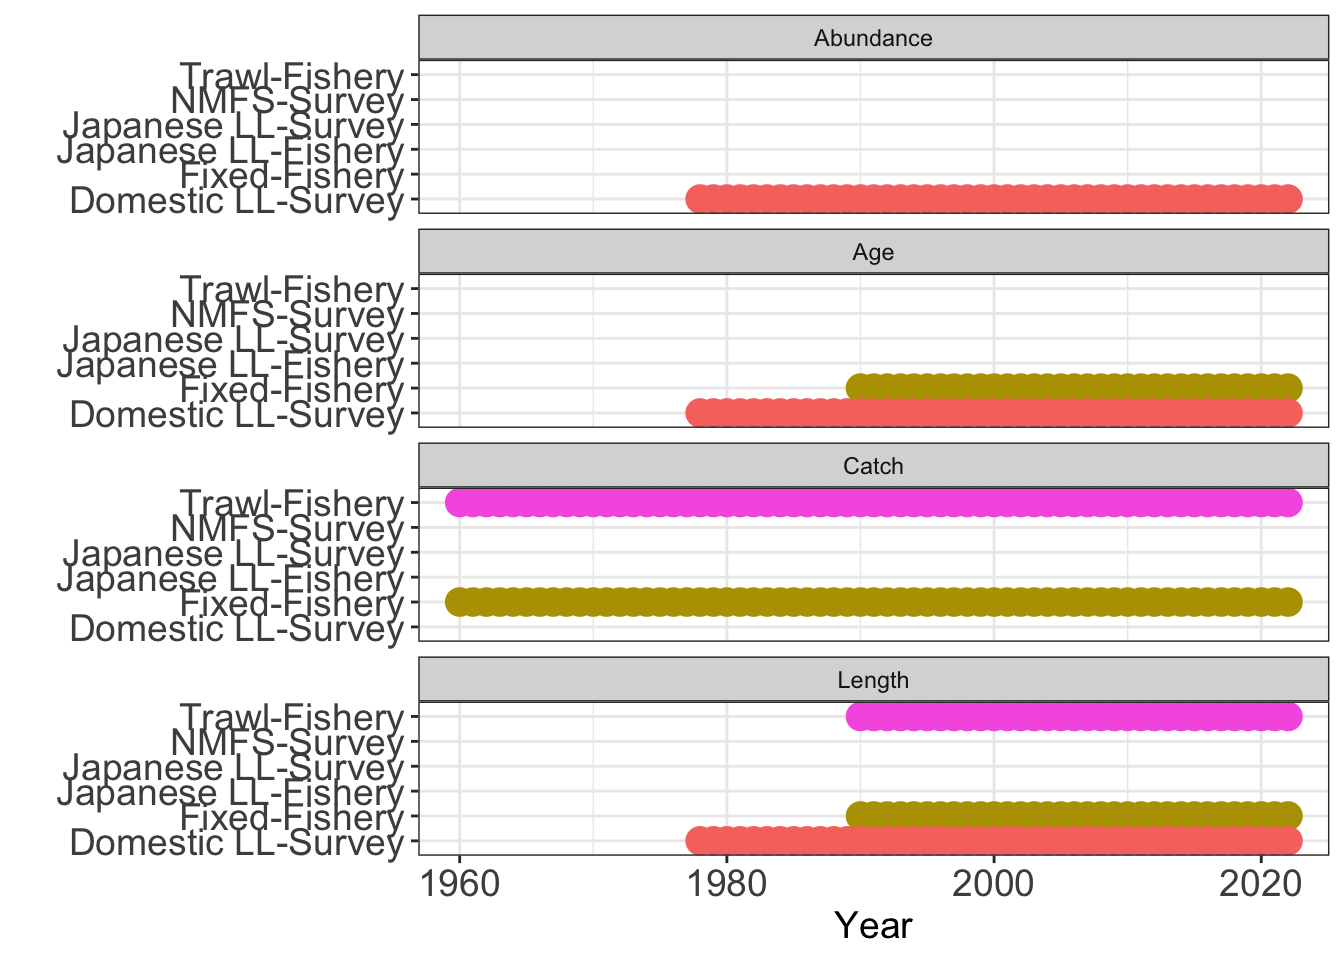 Abundance
Trawl-Fishery
NMFS-Survey
Japanese LL-Survey
Japanese LL-Fishery
Fixed-Fishery
Domestic LL-Survey
Age
Trawl-Fishery
NMFS-Survey
Japanese LL-Survey
Japanese LL-Fishery
Fixed-Fishery
Domestic LL-Survey
Catch
Trawl-Fishery
NMFS-Survey
Japanese LL-Survey
Japanese LL-Fishery
Fixed-Fishery
Domestic LL-Survey
Length
Trawl-Fishery
NMFS-Survey
Japanese LL-Survey
Japanese LL-Fishery
Fixed-Fishery
Domestic LL-Survey
1960 1980 2000 2020
Year